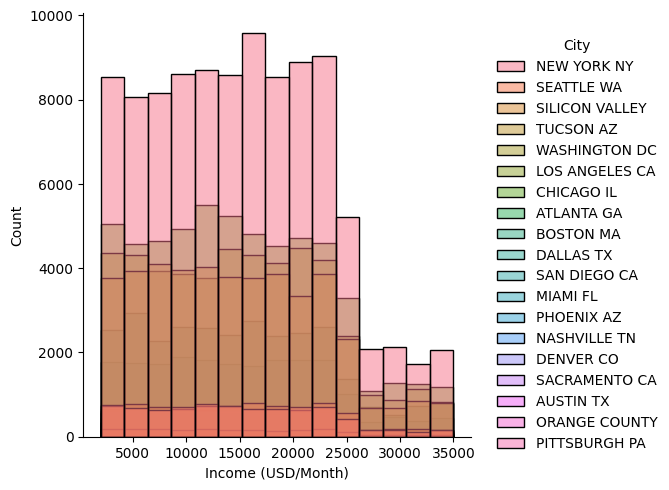 10000
8000
6000
4000
2000
0
Count
5000
10000
15000
20000
25000
30000
35000
Income (USD/Month)
City
NEW YORK NY
SEATTLE WA
SILICON VALLEY
TUCSON AZ
WASHINGTON DC
LOS ANGELES CA
CHICAGO IL
ATLANTA GA
BOSTON MA
DALLAS TX
SAN DIEGO CA
MIAMI FL
PHOENIX AZ
NASHVILLE TN
DENVER CO
SACRAMENTO CA
AUSTIN TX
ORANGE COUNTY
PITTSBURGH PA